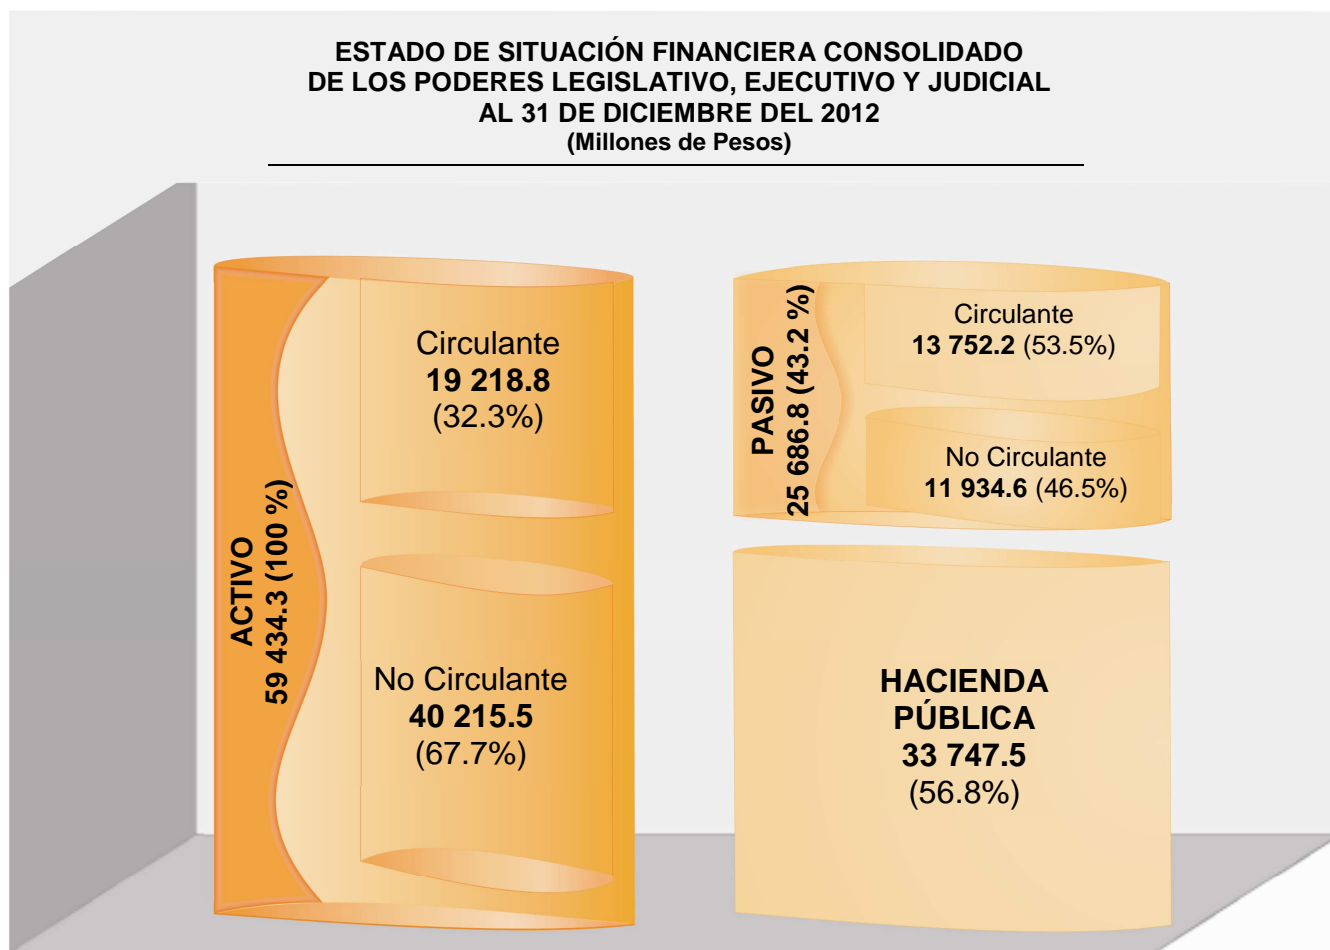 ESTADO DE SITUACIÓN FINANCIERA CONSOLIDADO
DE LOS PODERES LEGISLATIVO, EJECUTIVO Y JUDICIAL
AL 31 DE DICIEMBRE DEL 2012
(Millones de Pesos)
ACTIVO
59 434.3 (100 %)
Circulante
19 218.8
(32.3%)
No Circulante
40 215.5
(67.7%)
PASIVO
25 686.8 (43.2 %)
Circulante
13 752.2 (53.5%)
No Circulante
11 934.6 (46.5%)
HACIENDA
PÚBLICA
33 747.5
(56.8%)